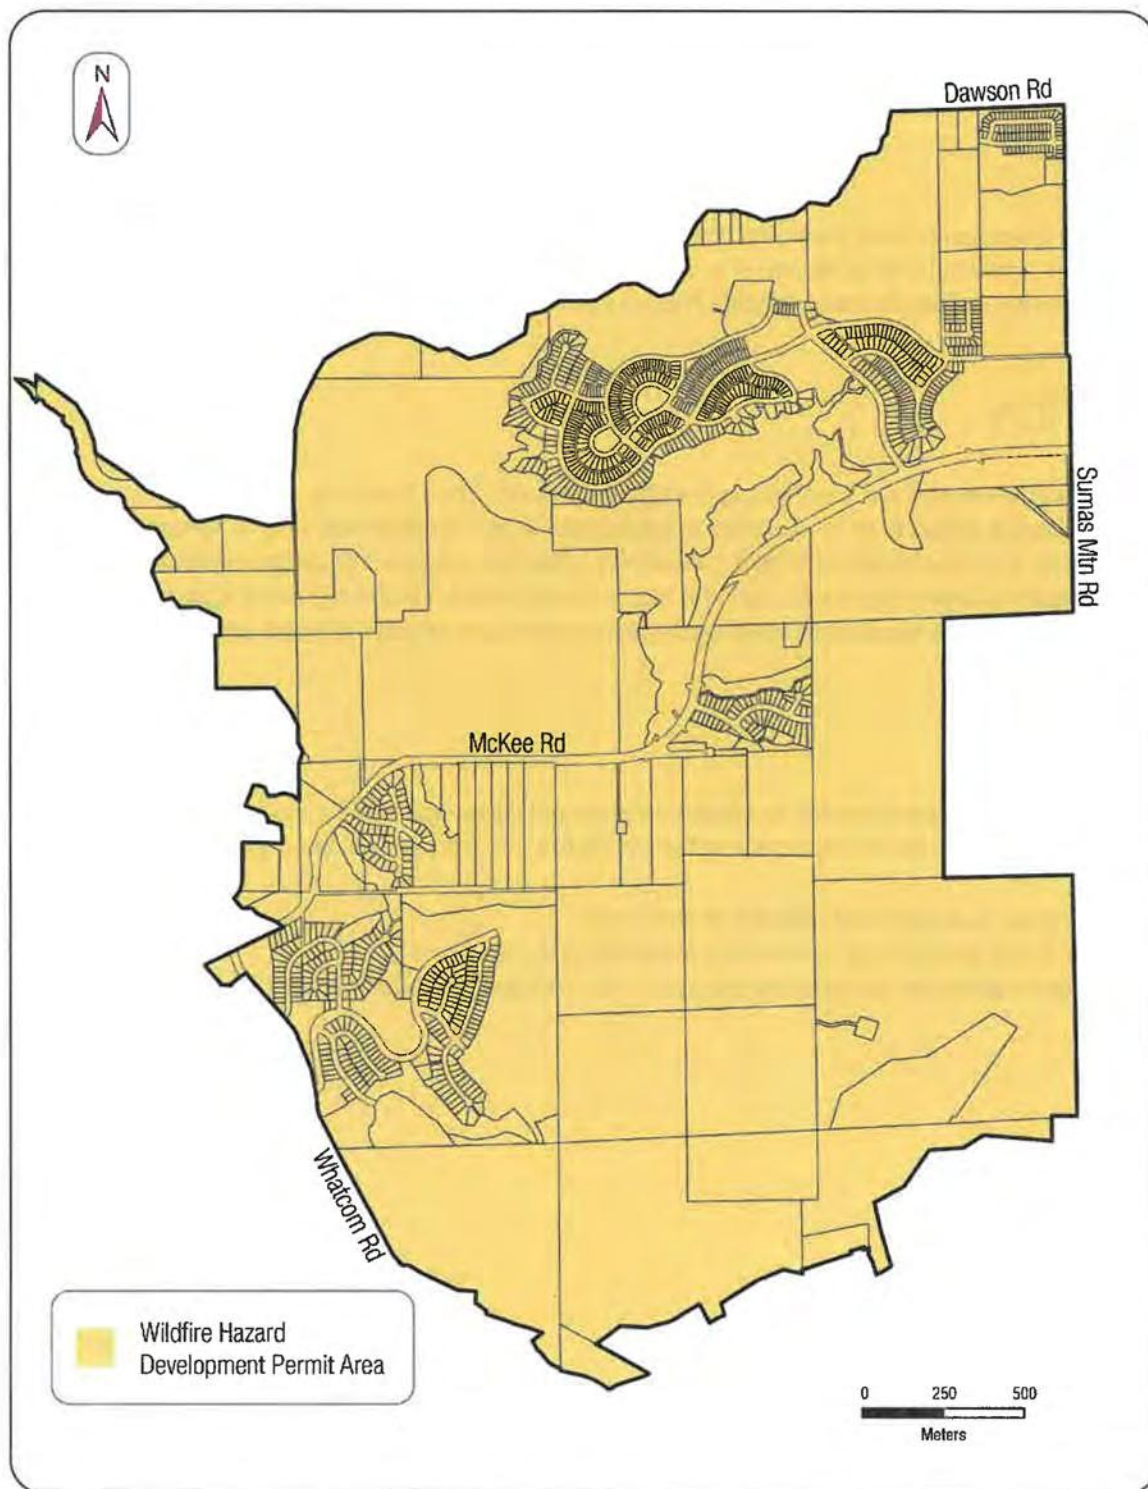 N
Dawson Rd
Sumas Mtn Rd
McKee Rd
Whatcom Rd
Wildfire Hazard
Development Permit Area
0 250 500
Meters